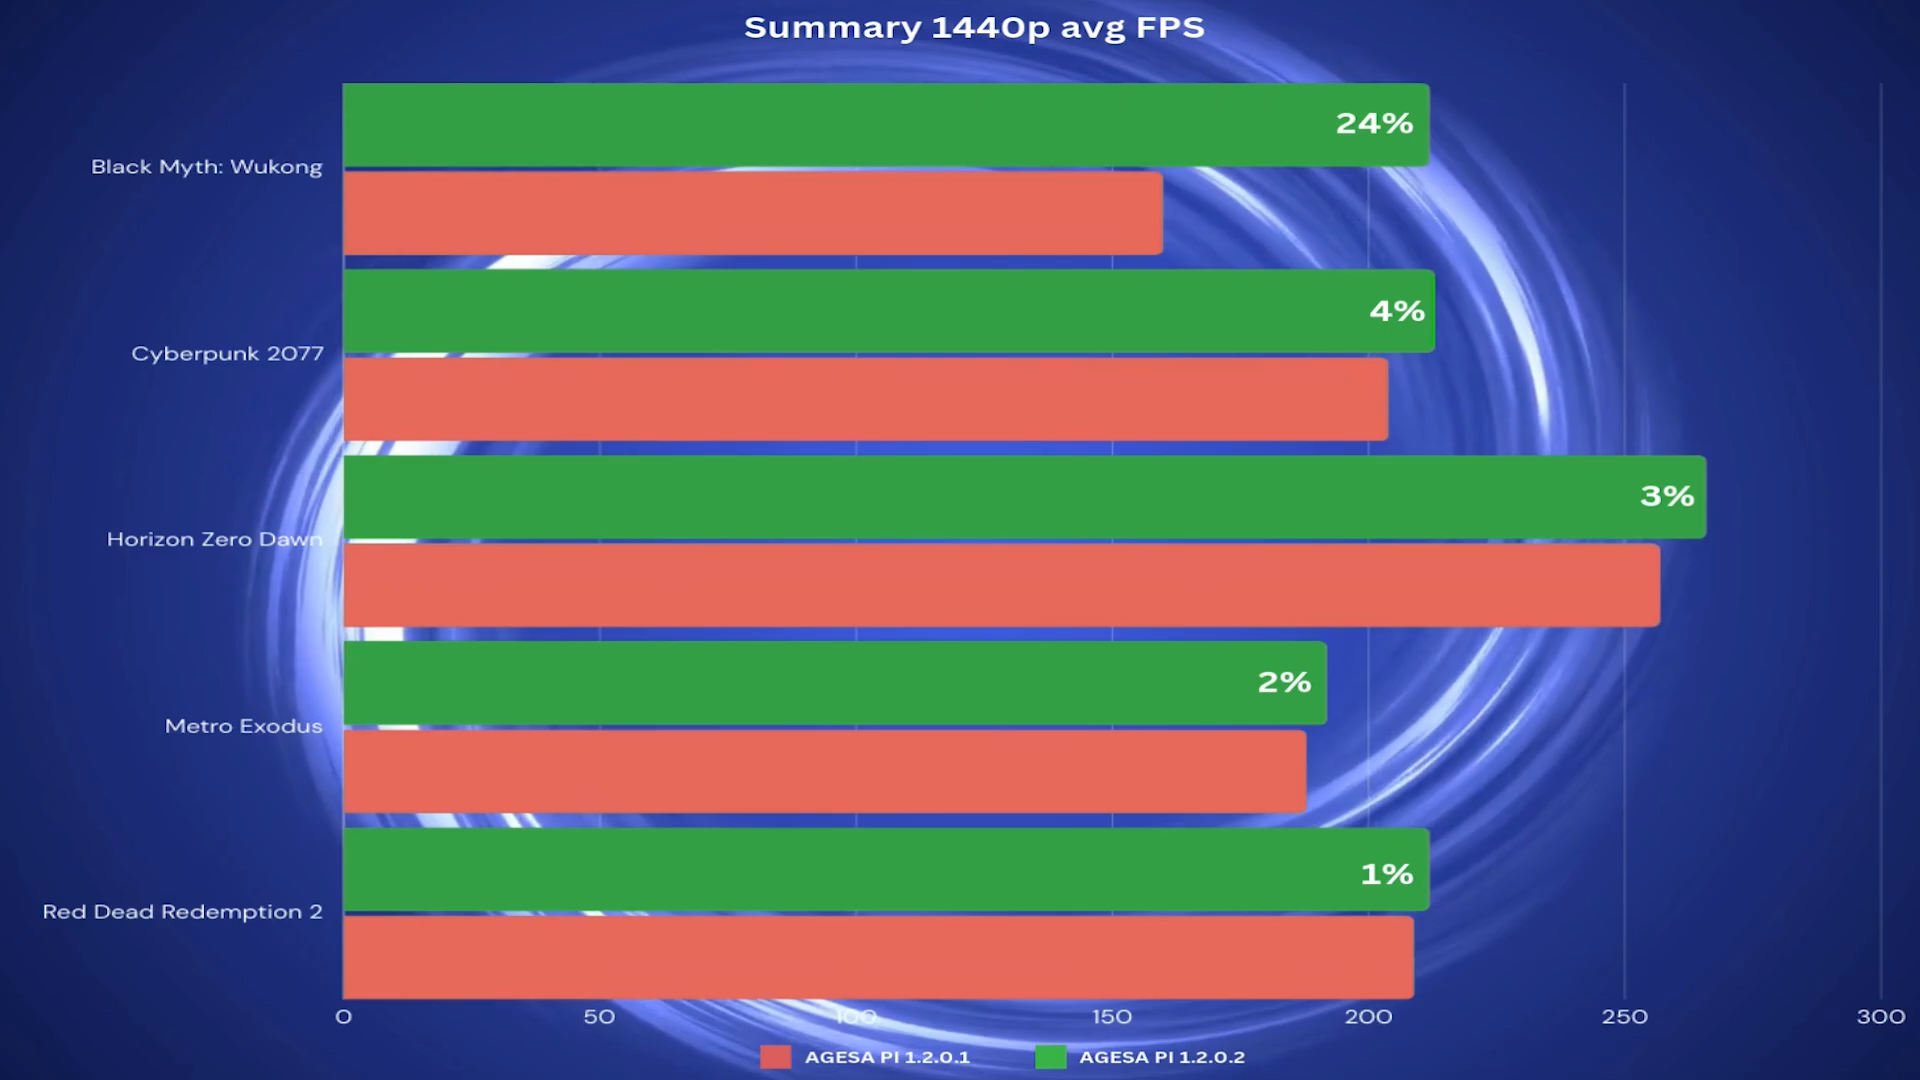 Summary 1440p avg FPS
24%
Black Myth: Wukong
4%
Cyberpunk 2077
3%
Horizon Zero Dawn
2%
Metro Exodus
1%
Red Dead Redemption 2
0 50 100 150 200 250 300
AGESA PI 1.2.0.1 AGESA PI 1.2.0.2